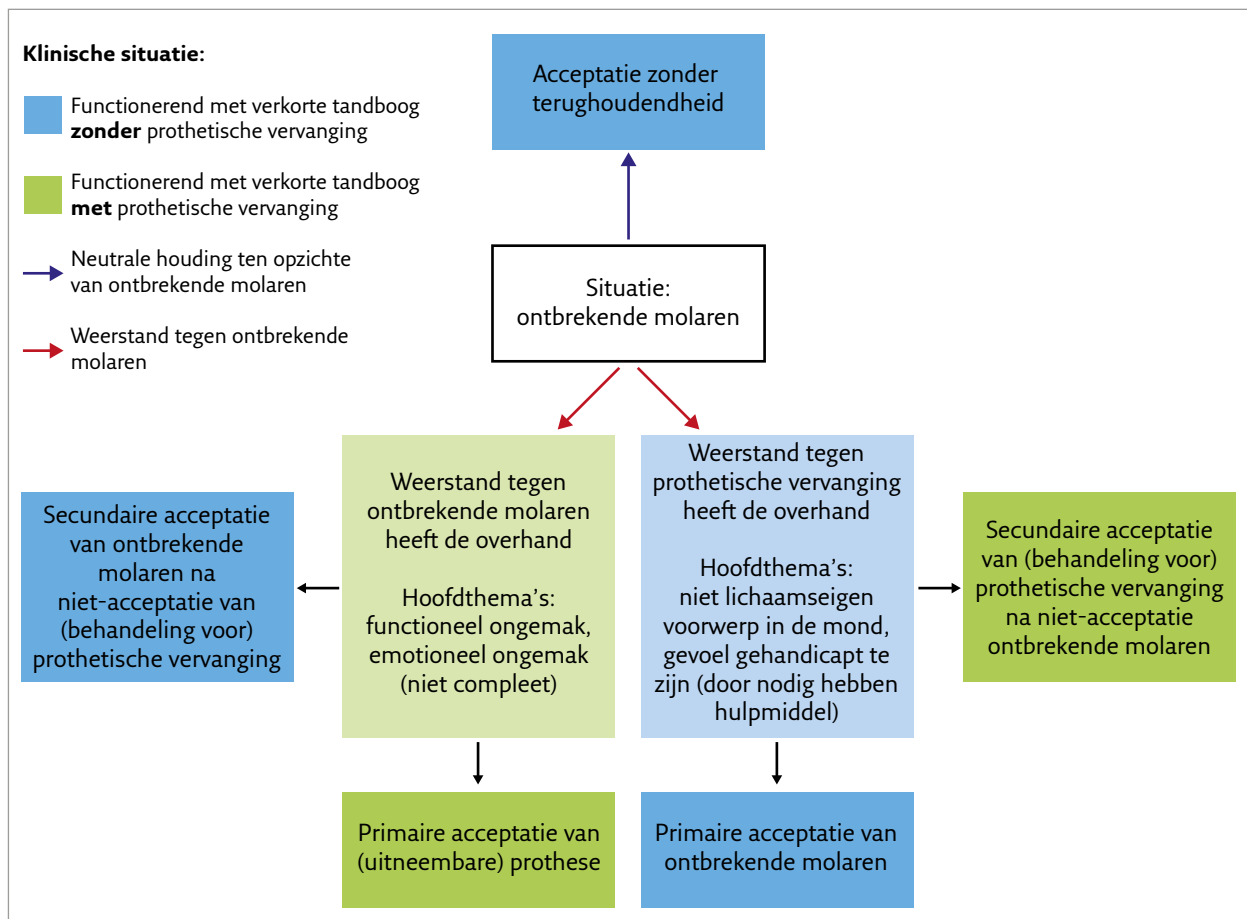 Klinische situatie:
Functionerend met verkorte tandboog
zonder prothetische vervanging
Functionerend met verkorte tandboog
met prothetische vervanging
Neutrale houding ten opzichte
van ontbrekende molaren
Weerstand tegen ontbrekende
molaren
Acceptatie zonder
terughoudendheid
Situatie:
ontbrekende molaren
Secundaire acceptatie
van ontbrekende
molaren na
niet-acceptatie van
(behandeling voor)
prothetische vervanging
Weerstand tegen
ontbrekende molaren
heeft de overhand
Hoofdthema's:
functioneel ongemak,
emotioneel ongemak
(niet compleet)
Weerstand tegen
prothetische vervanging
heeft de overhand
Hoofdthema's:
niet lichaamseigen
voorwerp in de mond,
gevoel gehandicapt te
zijn (door nodig hebben
hulpmiddel)
Secundaire acceptatie
van (behandeling voor)
prothetische vervanging
na niet-acceptatie
ontbrekende molaren
Primaire acceptatie van
(uitneembare) prothese
Primaire acceptatie van
ontbrekende molaren